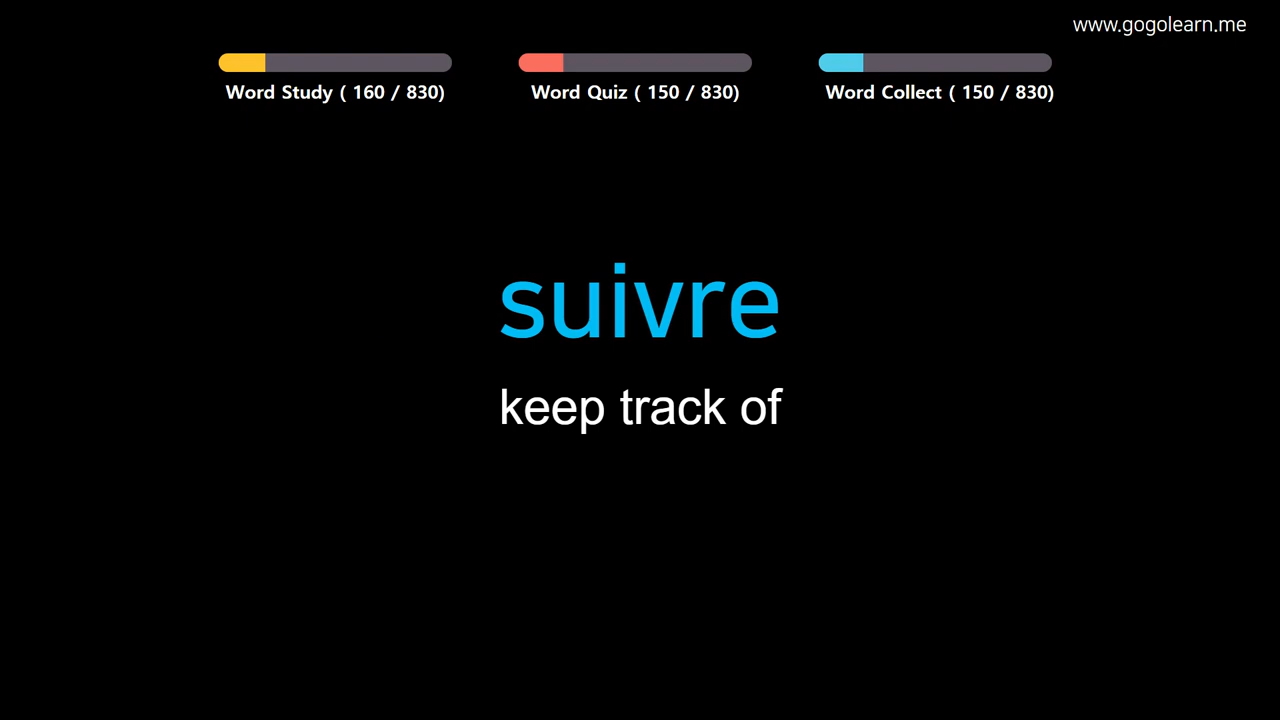 www.gogolearn.me
Word Study ( 160 / 830)
Word Quiz ( 150 / 830)
Word Collect ( 150 / 830)
suivre
keep track of